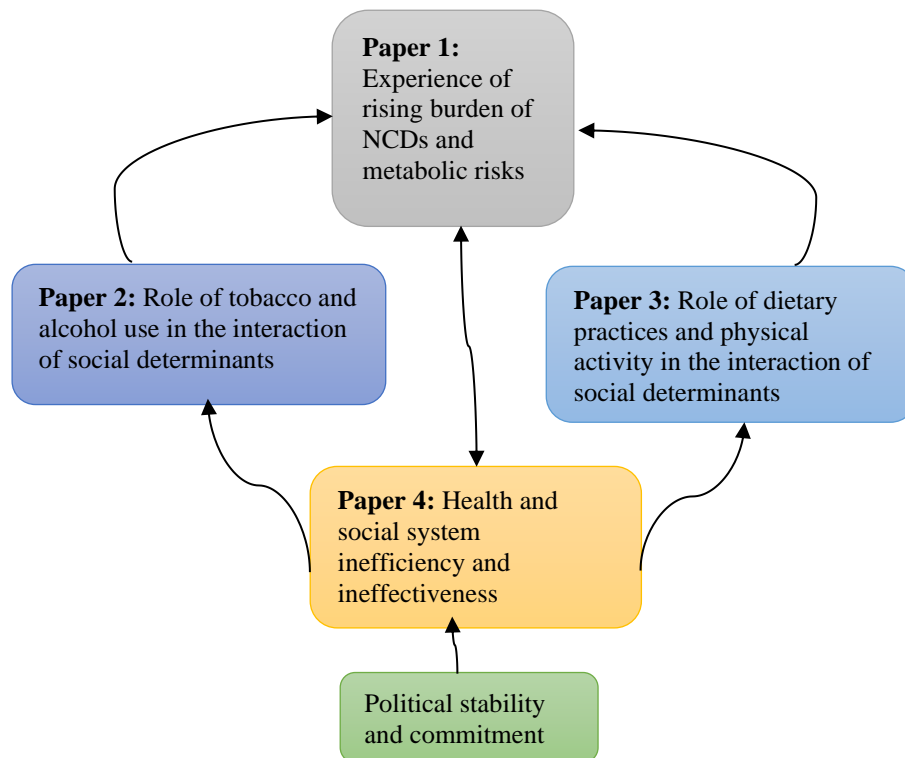 Paper 1:
Experience of
rising burden of
NCDs and
metabolic risks
Paper 2: Role of tobacco and
alcohol use in the interaction
of social determinants
Paper 3: Role of dietary
practices and physical
activity in the interaction of
social determinants
Paper 4: Health and
social system
inefficiency and
ineffectiveness
Political stability
and commitment